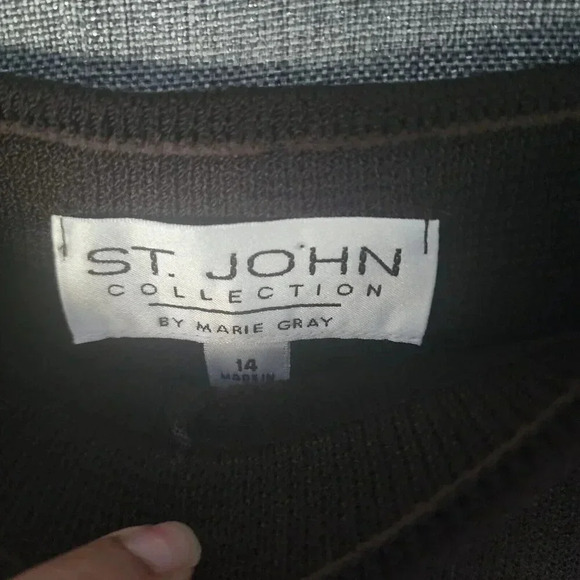 ST. JOHN
COLLECTION
BY MARIE GRAY
14
MADE IN